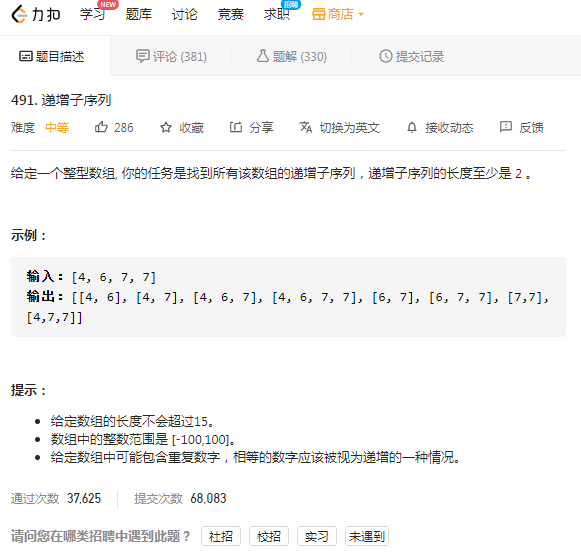 力扣 学习 NEW 题库 讨论 竞赛 求职 招聘 商店
题目描述 评论 (381) 题解 (330) 提交记录
491. 递增子序列
难度 中等 286 收藏 分享 切换为英文 接收动态 反馈
给定一个整型数组, 你的任务是找到所有该数组的递增子序列，递增子序列的长度至少是 2 。
示例：
输入：[4, 6, 7, 7]
输出：[[4, 6], [4, 7], [4, 6, 7], [4, 6, 7, 7], [6, 7], [6, 7, 7], [7,7],
[4,7,7]]
提示：
给定数组的长度不会超过15。
数组中的整数范围是 [-100,100]。
给定数组中可能包含重复数字，相等的数字应该被视为递增的一种情况。
通过次数 37,625 提交次数 68,083
请问您在哪类招聘中遇到此题？ 社招 校招 实习 未遇到